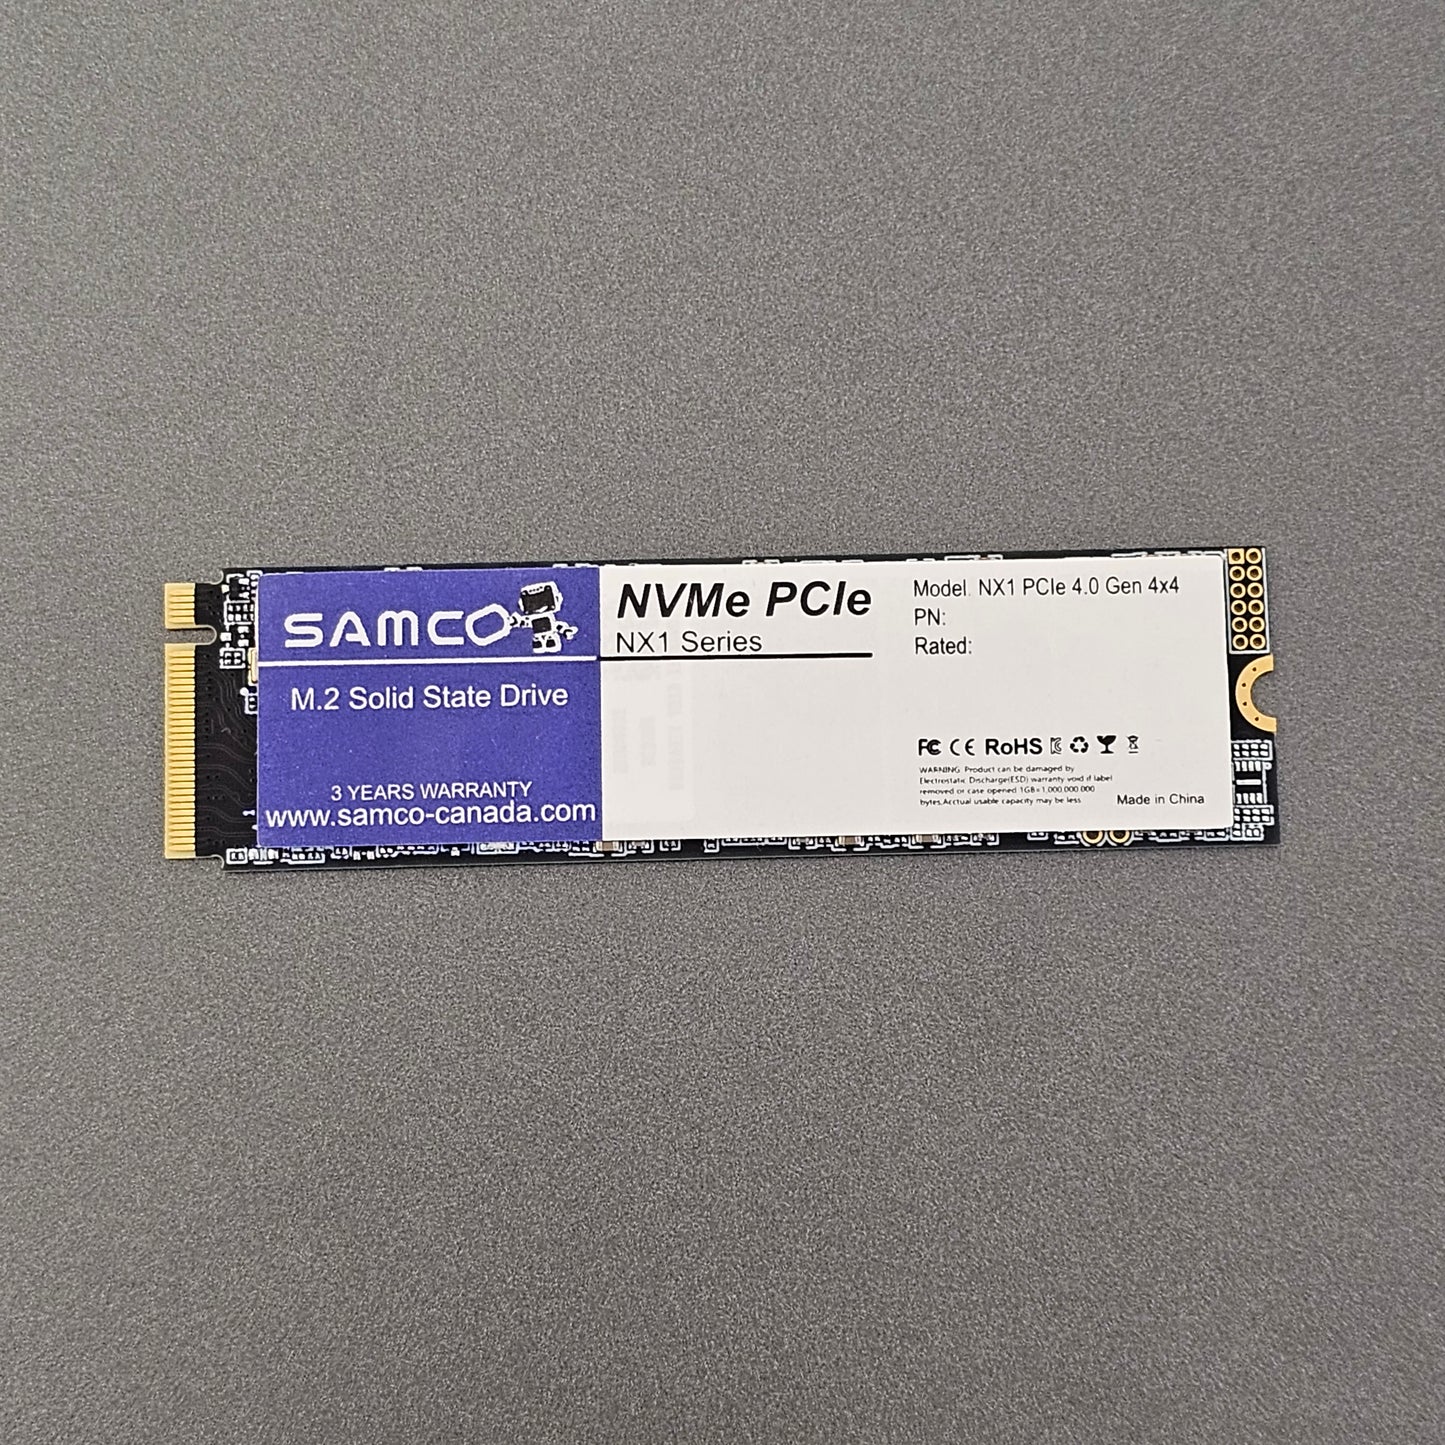 SAMCO
M.2 Solid State Drive
3 YEARS WARRANTY
www.samco-canada.com
NVMe PCIe
NX1 Series
Model. NX1 PCIe 4.0 Gen 4x4
PN:
Rated:
FC CE RoHS
WARNING: Product can be damaged by
Electrostatic Discharge(ESD) warranty void if label
removed or case opened 1GB=1,000,000,000
bytes.Acctual usable capacity may be less
Made in China
1